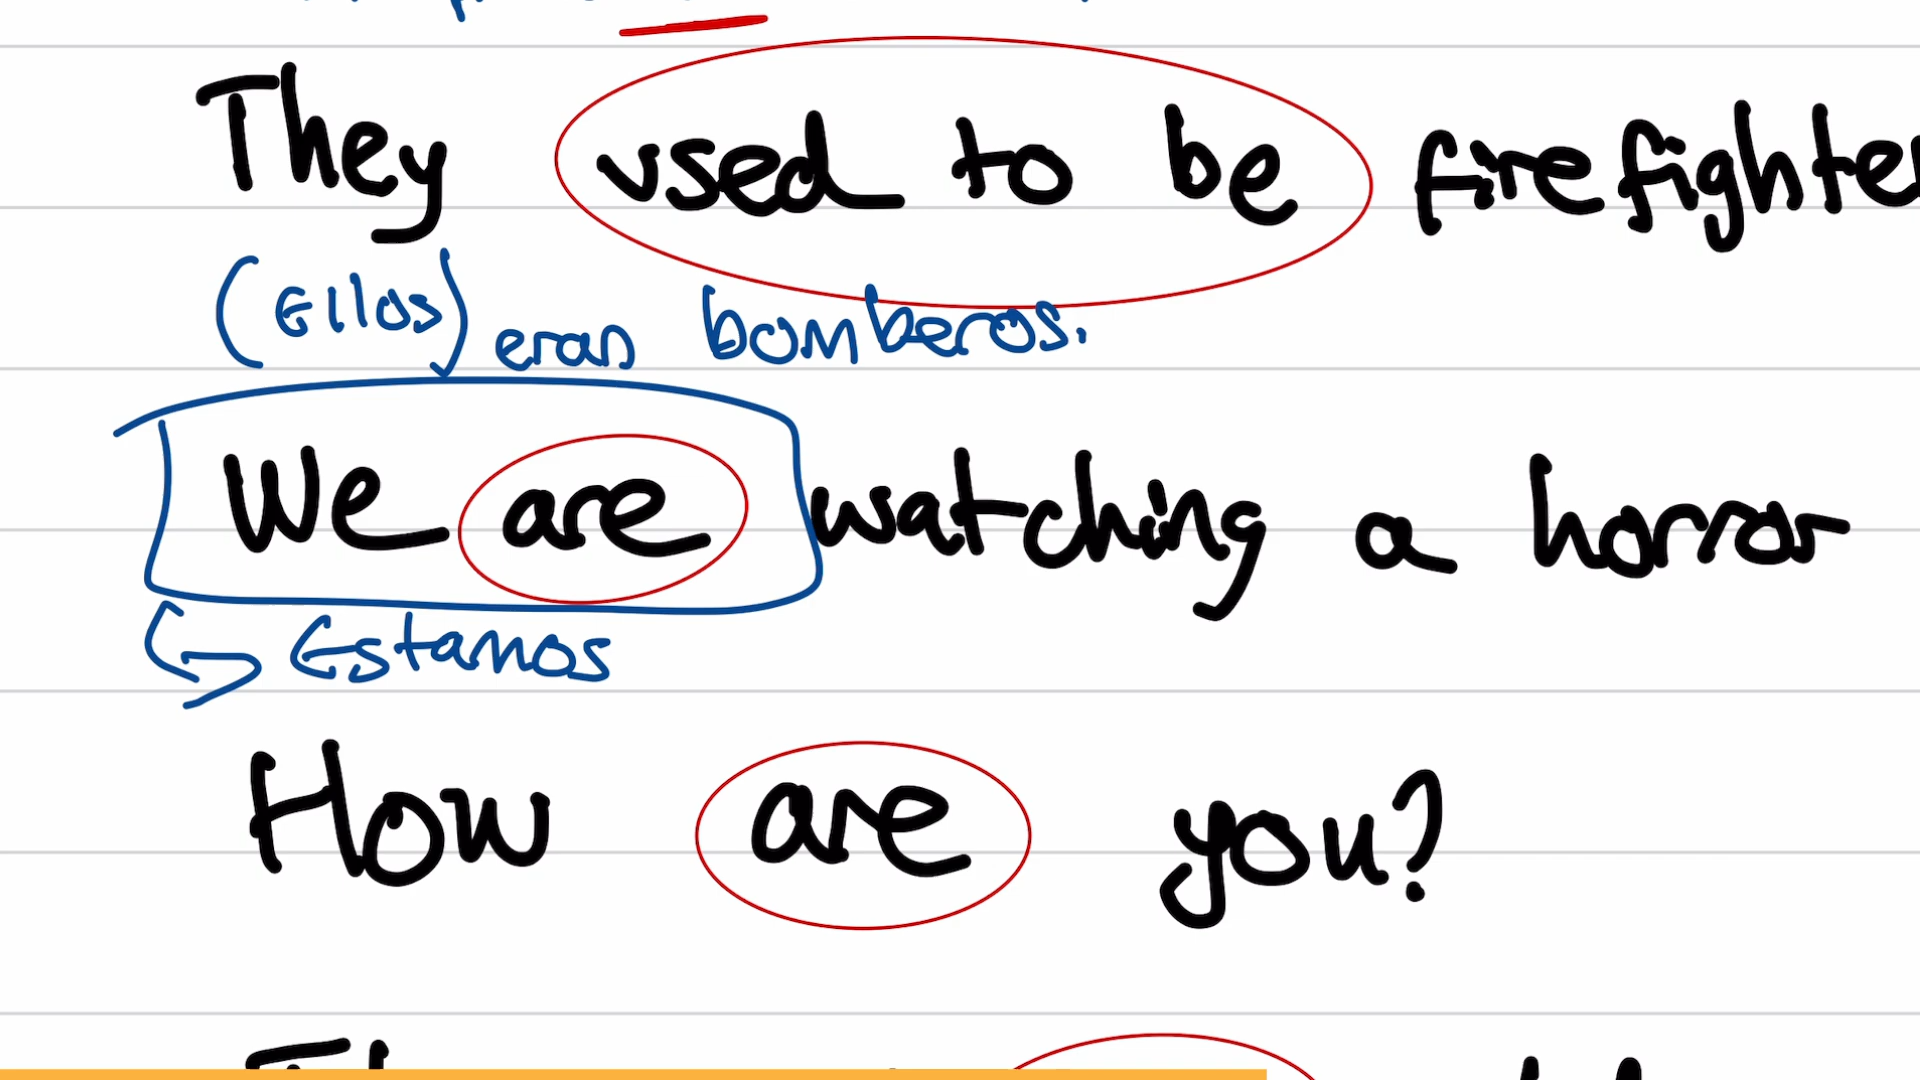 They used to be firefighter
(Ellos) eran bomberos.
We are watching a horror
Estamos
How are you?